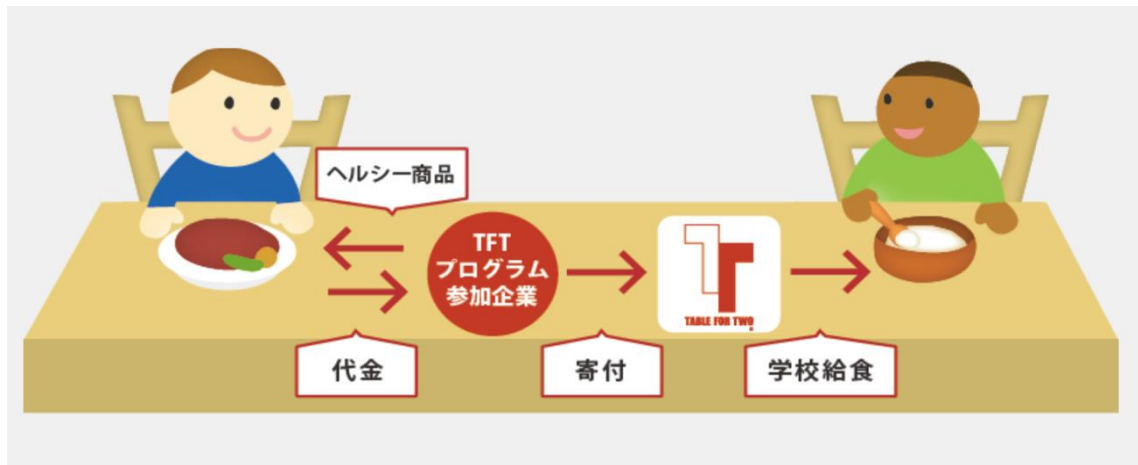 ヘルシー商品
TFT
プログラム
参加企業
TABLE FOR TWO
代金
寄付
学校給食